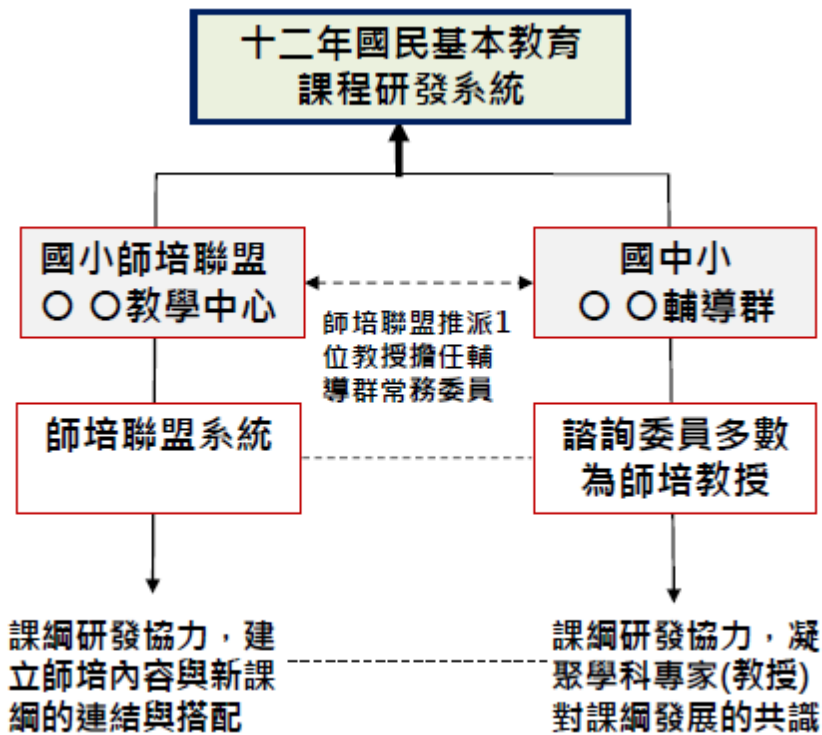 十二年國民基本教育
課程研發系統
國小師培聯盟
○ ○教學中心
國中小
○ ○輔導群
師培聯盟推派1
位教授擔任輔
導群常務委員
師培聯盟系統
諮詢委員多數
為師培教授
課綱研發協力，建
立師培內容與新課
綱的連結與搭配
課綱研發協力，凝
聚學科專家(教授)
對課綱發展的共識